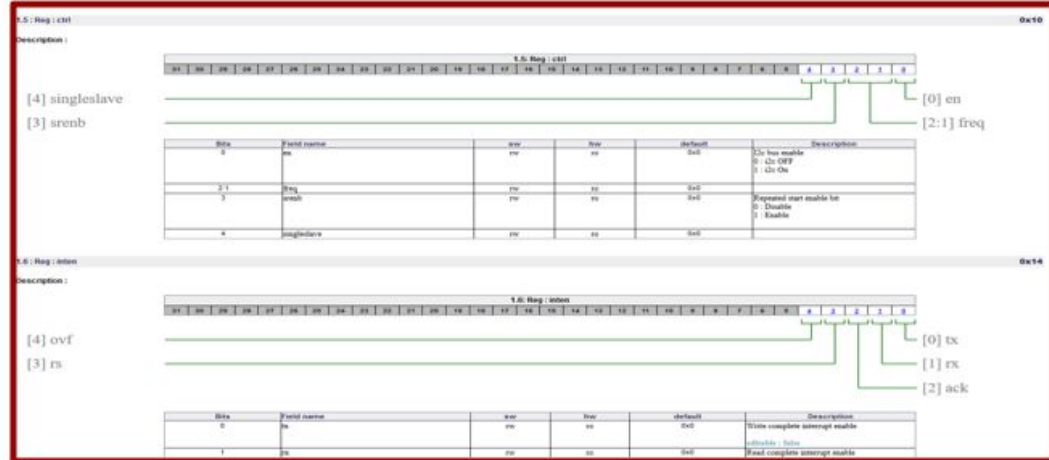 1.5 : Reg : ctrl 0x10
Description :
1.5: Reg : ctrl
31 30 29 28 27 26 25 24 23 22 21 20 19 18 17 16 15 14 13 12 11 10 9 8 7 6 5 4 3 2 1 0
[4] singleslave [0] en
[3] srenb [2:1] freq
Bits Field name sw hw default Description
0 en rw ro 0x0 I2c bus enable
0 : i2c OFF
1 : i2c On
2:1 freq rw ro 0x0
3 srenb rw ro 0x0 Repeated start enable bit
0 : Disable
1 : Enable
4 singleslave rw ro 0x0
1.6 : Reg : inten 0x14
Description :
1.6: Reg : inten
31 30 29 28 27 26 25 24 23 22 21 20 19 18 17 16 15 14 13 12 11 10 9 8 7 6 5 4 3 2 1 0
[4] ovf [0] tx
[3] rs [1] rx
[2] ack
Bits Field name sw hw default Description
0 tx rw ro 0x0 Write complete interrupt enable
editable : false
1 rx rw ro 0x0 Read complete interrupt enable